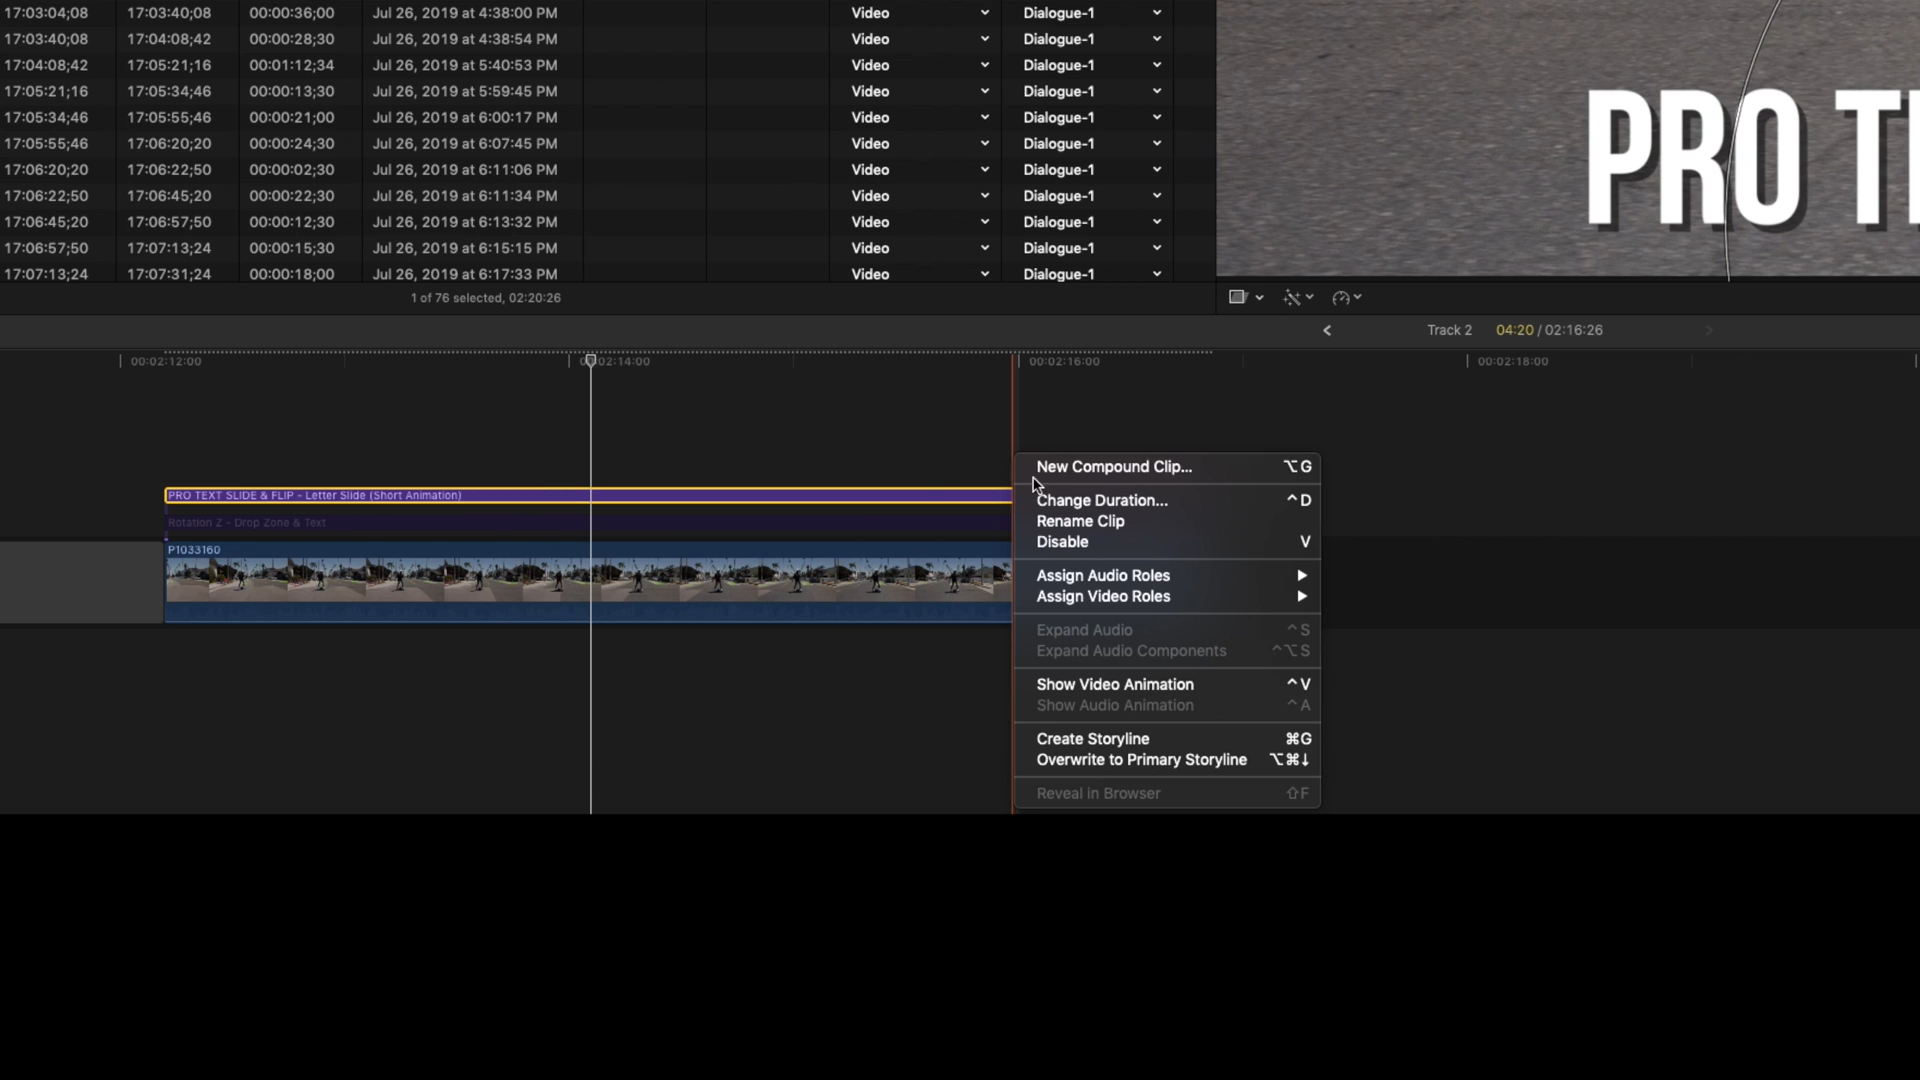 17:03:04;08 17:03:40;08 00:00:36;00 Jul 26, 2019 at 4:38:00 PM Video Dialogue-1
17:03:40;08 17:04:08;42 00:00:28;30 Jul 26, 2019 at 4:38:54 PM Video Dialogue-1
17:04:08;42 17:05:21;16 00:01:12;34 Jul 26, 2019 at 5:40:53 PM Video Dialogue-1
17:05:21;16 17:05:34;46 00:00:13;30 Jul 26, 2019 at 5:59:45 PM Video Dialogue-1
17:05:34;46 17:05:55;46 00:00:21;00 Jul 26, 2019 at 6:00:17 PM Video Dialogue-1
17:05:55;46 17:06:20;20 00:00:24;30 Jul 26, 2019 at 6:07:45 PM Video Dialogue-1
17:06:20;20 17:06:22;50 00:00:02;30 Jul 26, 2019 at 6:11:06 PM Video Dialogue-1
17:06:22;50 17:06:45;20 00:00:22;30 Jul 26, 2019 at 6:11:34 PM Video Dialogue-1
17:06:45;20 17:06:57;50 00:00:12;30 Jul 26, 2019 at 6:13:32 PM Video Dialogue-1
17:06:57;50 17:07:13;24 00:00:15;30 Jul 26, 2019 at 6:15:15 PM Video Dialogue-1
17:07:13;24 17:07:31;24 00:00:18;00 Jul 26, 2019 at 6:17:33 PM Video Dialogue-1
PRO T
1 of 76 selected, 02:20:26
Track 2 04:20 / 02:16:26
00:02:12:00 00:02:14:00 00:02:16:00 00:02:18:00
PRO TEXT SLIDE & FLIP - Letter Slide (Short Animation)
Rotation Z - Drop Zone & Text
P1033160
New Compound Clip... ⌥G
Change Duration... ^D
Rename Clip
Disable V
Assign Audio Roles
Assign Video Roles
Expand Audio ^S
Expand Audio Components ^⌥S
Show Video Animation ^V
Show Audio Animation ^A
Create Storyline ⌘G
Overwrite to Primary Storyline ⌥⌘↓
Reveal in Browser ⇧F